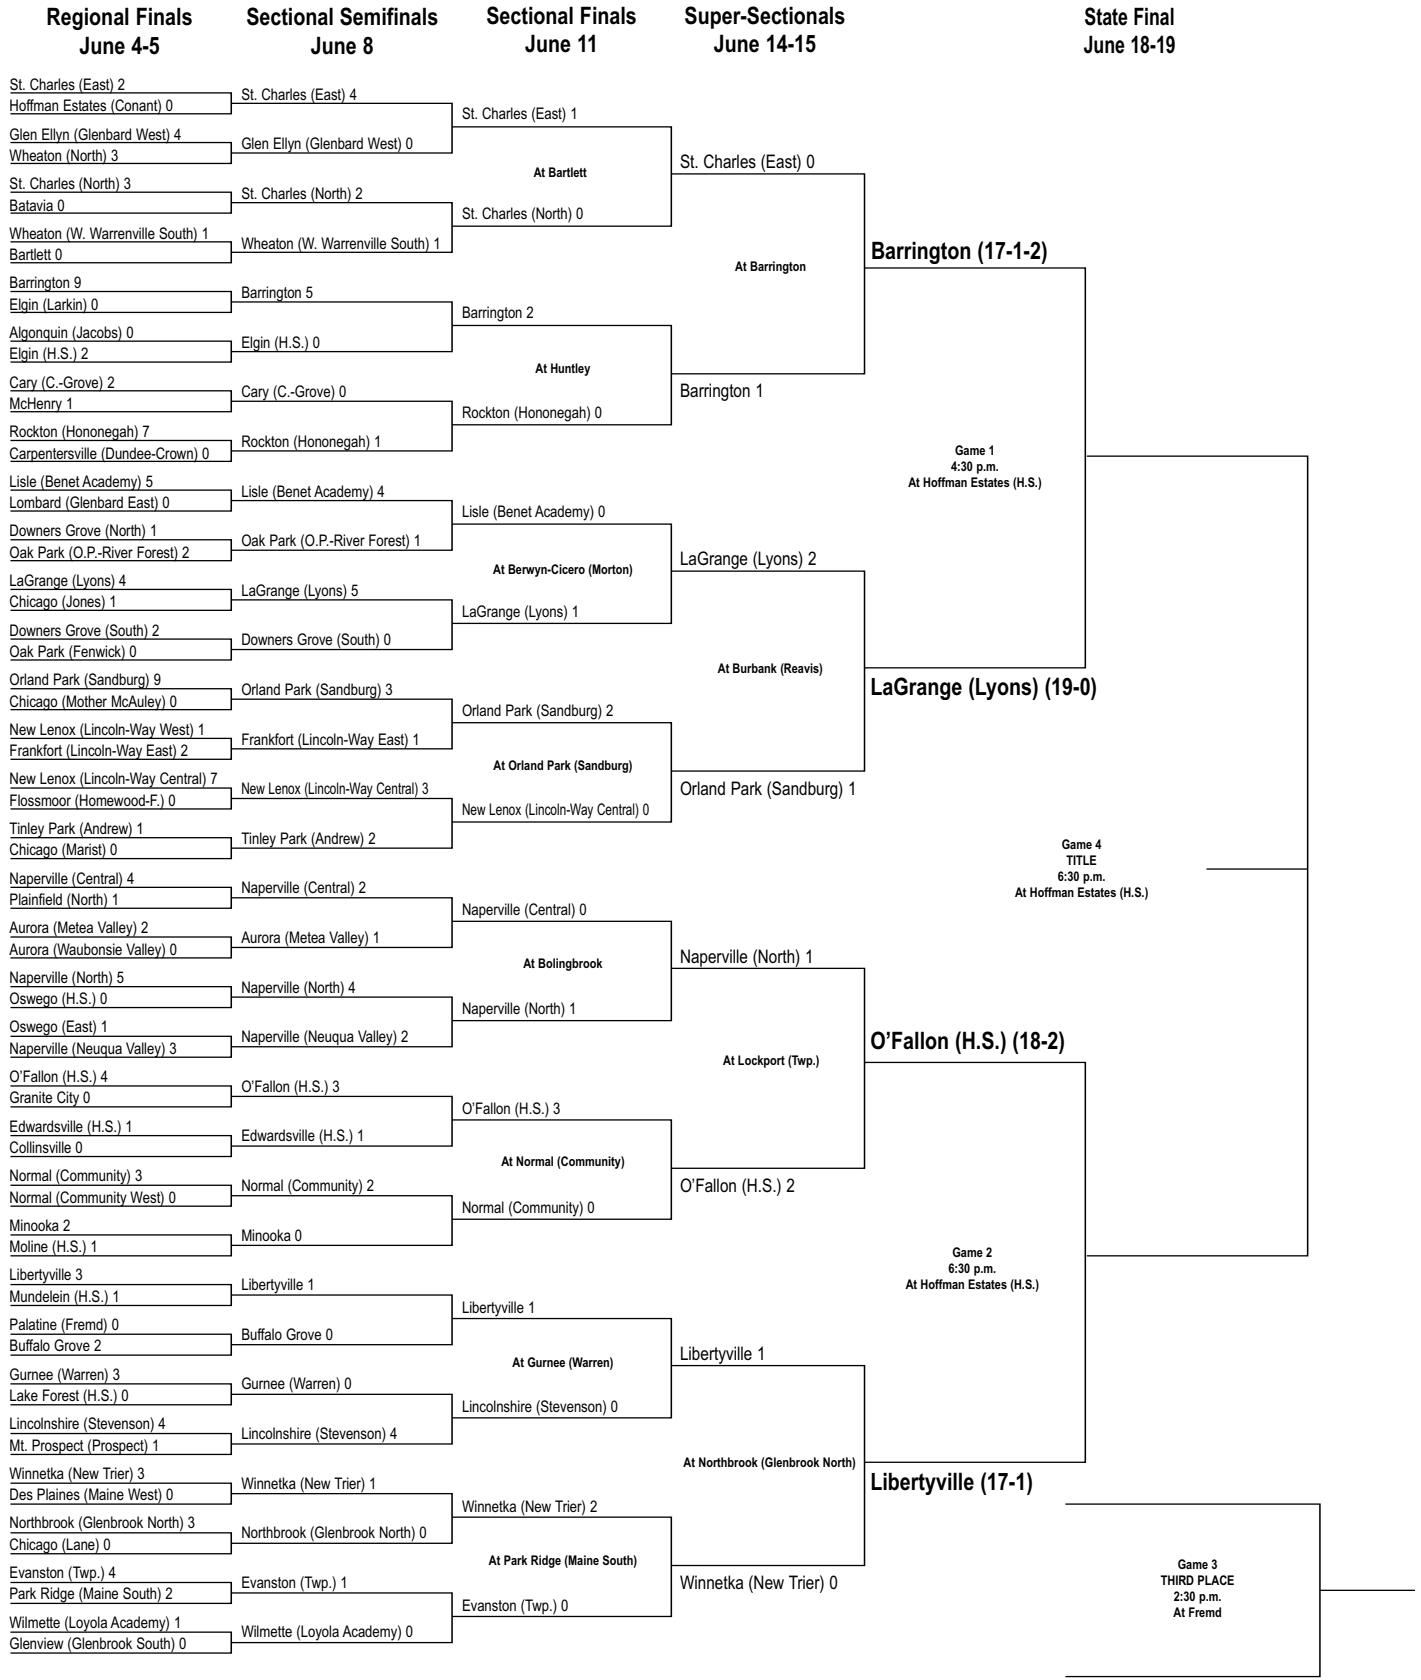 Regional Finals
June 4-5
Sectional Semifinals
June 8
Sectional Finals
June 11
Super-Sectionals
June 14-15
State Final
June 18-19
St. Charles (East) 2
Hoffman Estates (Conant) 0
Glen Ellyn (Glenbard West) 4
Wheaton (North) 3
St. Charles (North) 3
Batavia 0
Wheaton (W. Warrenville South) 1
Bartlett 0
Barrington 9
Elgin (Larkin) 0
Algonquin (Jacobs) 0
Elgin (H.S.) 2
Cary (C.-Grove) 2
McHenry 1
Rockton (Hononegah) 7
Carpentersville (Dundee-Crown) 0
Lisle (Benet Academy) 5
Lombard (Glenbard East) 0
Downers Grove (North) 1
Oak Park (O.P.-River Forest) 2
LaGrange (Lyons) 4
Chicago (Jones) 1
Downers Grove (South) 2
Oak Park (Fenwick) 0
Orland Park (Sandburg) 9
Chicago (Mother McAuley) 0
New Lenox (Lincoln-Way West) 1
Frankfort (Lincoln-Way East) 2
New Lenox (Lincoln-Way Central) 7
Flossmoor (Homewood-F.) 0
Tinley Park (Andrew) 1
Chicago (Marist) 0
Naperville (Central) 4
Plainfield (North) 1
Aurora (Metea Valley) 2
Aurora (Waubonsie Valley) 0
Naperville (North) 5
Oswego (H.S.) 0
Oswego (East) 1
Naperville (Neuqua Valley) 3
O'Fallon (H.S.) 4
Granite City 0
Edwardsville (H.S.) 1
Collinsville 0
Normal (Community) 3
Normal (Community West) 0
Minooka 2
Moline (H.S.) 1
Libertyville 3
Mundelein (H.S.) 1
Palatine (Fremd) 0
Buffalo Grove 2
Gurnee (Warren) 3
Lake Forest (H.S.) 0
Lincolnshire (Stevenson) 4
Mt. Prospect (Prospect) 1
Winnetka (New Trier) 3
Des Plaines (Maine West) 0
Northbrook (Glenbrook North) 3
Chicago (Lane) 0
Evanston (Twp.) 4
Park Ridge (Maine South) 2
Wilmette (Loyola Academy) 1
Glenview (Glenbrook South) 0
St. Charles (East) 4
Glen Ellyn (Glenbard West) 0
St. Charles (North) 2
Wheaton (W. Warrenville South) 1
Barrington 5
Elgin (H.S.) 0
Cary (C.-Grove) 0
Rockton (Hononegah) 1
Lisle (Benet Academy) 4
Oak Park (O.P.-River Forest) 1
LaGrange (Lyons) 5
Downers Grove (South) 0
Orland Park (Sandburg) 3
Frankfort (Lincoln-Way East) 1
New Lenox (Lincoln-Way Central) 3
Tinley Park (Andrew) 2
Naperville (Central) 2
Aurora (Metea Valley) 1
Naperville (North) 4
Naperville (Neuqua Valley) 2
O'Fallon (H.S.) 3
Edwardsville (H.S.) 1
Normal (Community) 2
Minooka 0
Libertyville 1
Buffalo Grove 0
Gurnee (Warren) 0
Lincolnshire (Stevenson) 4
Winnetka (New Trier) 1
Northbrook (Glenbrook North) 0
Evanston (Twp.) 1
Wilmette (Loyola Academy) 0
St. Charles (East) 1
At Bartlett
St. Charles (North) 0
Barrington 2
At Huntley
Rockton (Hononegah) 0
Lisle (Benet Academy) 0
At Berwyn-Cicero (Morton)
LaGrange (Lyons) 1
Orland Park (Sandburg) 2
At Orland Park (Sandburg)
New Lenox (Lincoln-Way Central) 0
Naperville (Central) 0
At Bolingbrook
Naperville (North) 1
O'Fallon (H.S.) 3
At Normal (Community)
Normal (Community) 0
Libertyville 1
At Gurnee (Warren)
Lincolnshire (Stevenson) 0
Winnetka (New Trier) 2
At Park Ridge (Maine South)
Evanston (Twp.) 0
St. Charles (East) 0
At Barrington
Barrington 1
LaGrange (Lyons) 2
At Burbank (Reavis)
Orland Park (Sandburg) 1
Naperville (North) 1
At Lockport (Twp.)
O'Fallon (H.S.) 2
Libertyville 1
At Northbrook (Glenbrook North)
Winnetka (New Trier) 0
Barrington (17-1-2)
Game 1
4:30 p.m.
At Hoffman Estates (H.S.)
LaGrange (Lyons) (19-0)
Game 4
TITLE
6:30 p.m.
At Hoffman Estates (H.S.)
O'Fallon (H.S.) (18-2)
Game 2
6:30 p.m.
At Hoffman Estates (H.S.)
Libertyville (17-1)
Game 3
THIRD PLACE
2:30 p.m.
At Fremd